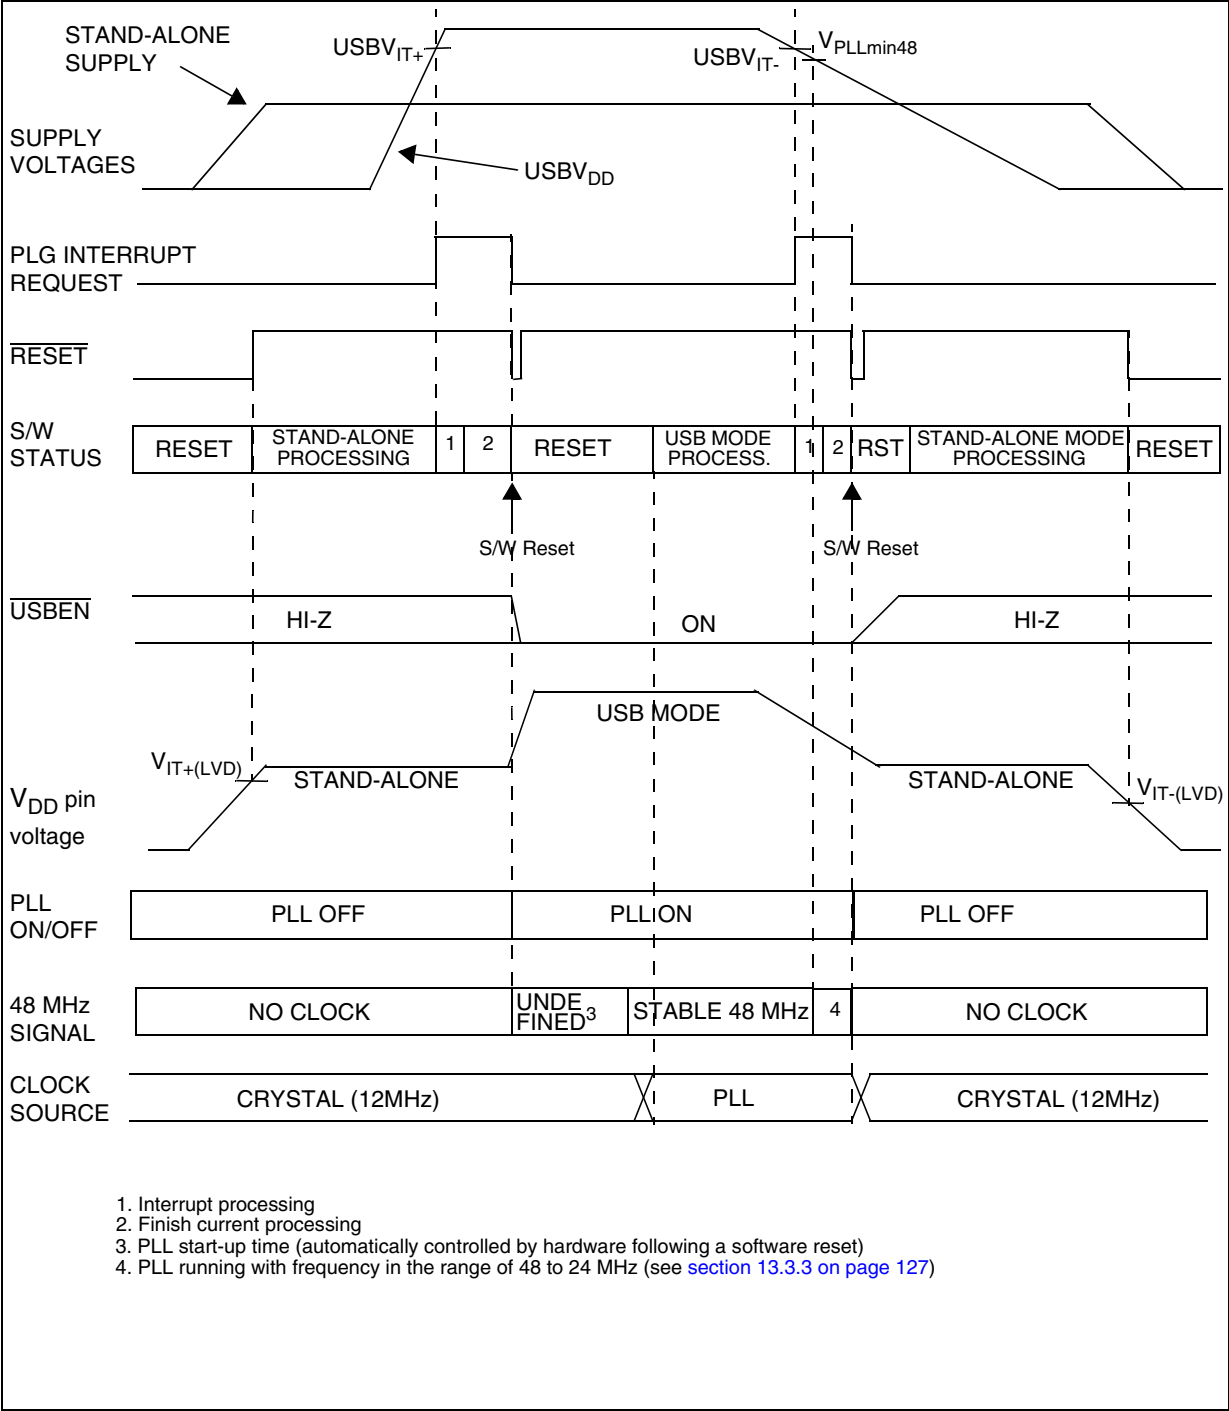 STAND-ALONE
SUPPLY
USBVIT+
USBVIT-
VPLLmin48
SUPPLY
VOLTAGES
USBVDD
PLG INTERRUPT
REQUEST
RESET
S/W
STATUS
RESET
STAND-ALONE
PROCESSING
1
2
RESET
USB MODE
PROCESS.
1
2
RST
STAND-ALONE MODE
PROCESSING
RESET
S/W Reset
S/W Reset
USBEN
HI-Z
ON
HI-Z
USB MODE
VIT+(LVD)
STAND-ALONE
STAND-ALONE
VIT-(LVD)
VDD pin
voltage
PLL
ON/OFF
PLL OFF
PLL ON
PLL OFF
48 MHz
SIGNAL
NO CLOCK
UNDE
FINED3
STABLE 48 MHz
4
NO CLOCK
CLOCK
SOURCE
CRYSTAL (12MHz)
PLL
CRYSTAL (12MHz)
1. Interrupt processing
2. Finish current processing
3. PLL start-up time (automatically controlled by hardware following a software reset)
4. PLL running with frequency in the range of 48 to 24 MHz (see section 13.3.3 on page 127)